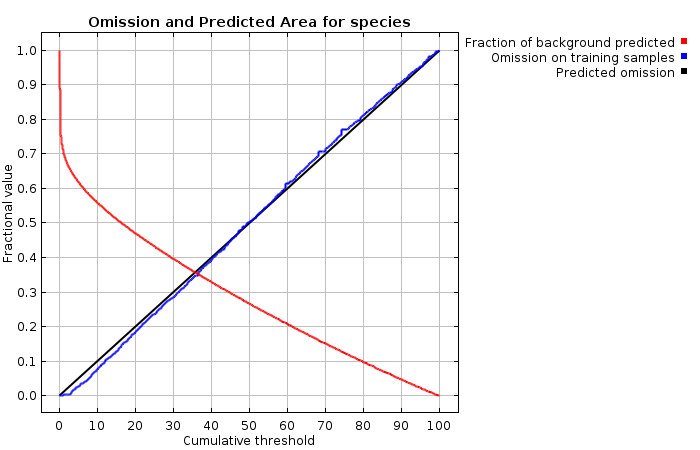 Omission and Predicted Area for species
Fraction of background predicted
Omission on training samples
Predicted omission
Fractional value
1.0
0.9
0.8
0.7
0.6
0.5
0.4
0.3
0.2
0.1
0.0
0 10 20 30 40 50 60 70 80 90 100
Cumulative threshold